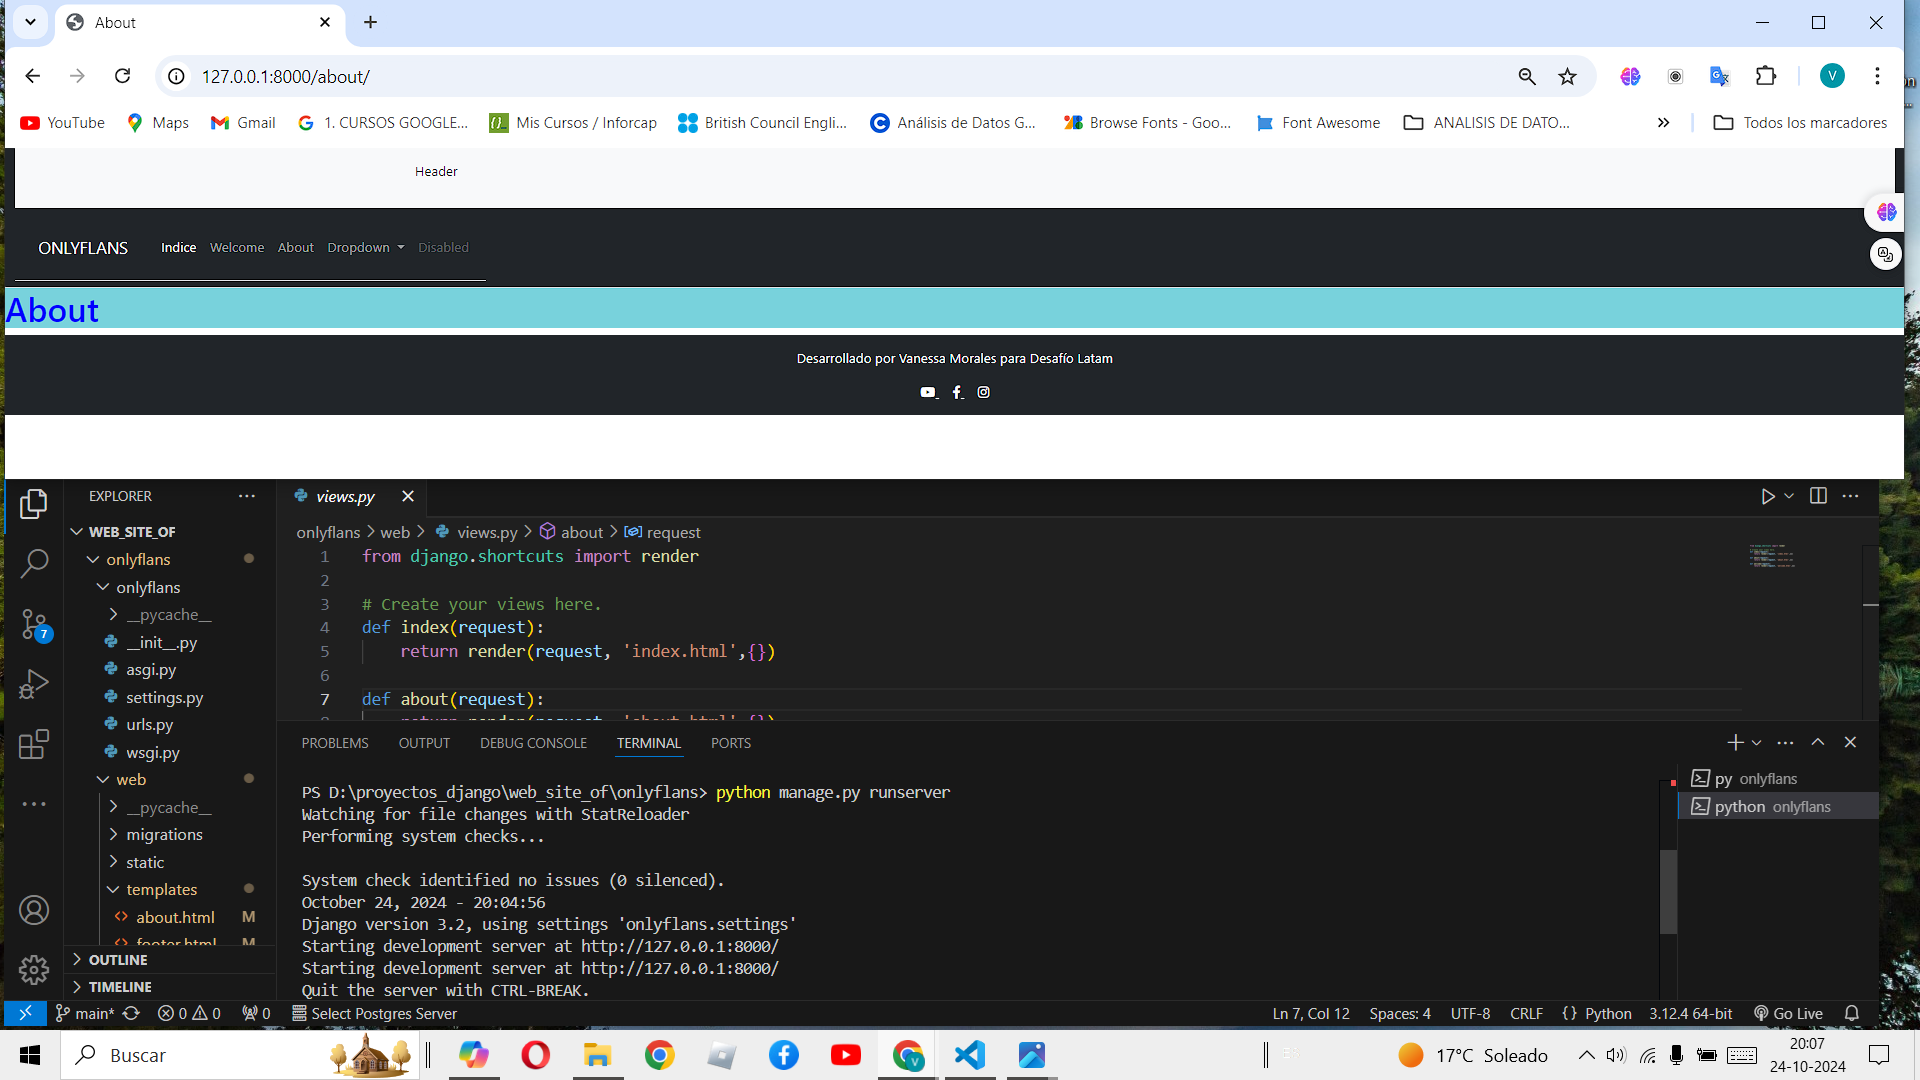 About
127.0.0.1:8000/about/
YouTube Maps Gmail 1. CURSOS GOOGLE... Mis Cursos / Inforcap British Council Engli... Análisis de Datos G... Browse Fonts - Goo... Font Awesome ANALISIS DE DATO... Todos los marcadores
Header
ONLYFLANS Indice Welcome About Dropdown Disabled
About
Desarrollado por Vanessa Morales para Desafío Latam
EXPLORER
views.py
WEB_SITE_OF
onlyflans
onlyflans
__pycache__
__init__.py
asgi.py
settings.py
urls.py
wsgi.py
web
__pycache__
migrations
static
templates
about.html M
footer.html M
OUTLINE
TIMELINE
onlyflans > web > views.py > about > request
1 from django.shortcuts import render
2
3 # Create your views here.
4 def index(request):
5 return render(request, 'index.html',{})
6
7 def about(request):
8 return render(request, 'about.html',{})
PROBLEMS OUTPUT DEBUG CONSOLE TERMINAL PORTS
PS D:\proyectos_django\web_site_of\onlyflans> python manage.py runserver
Watching for file changes with StatReloader
Performing system checks...
System check identified no issues (0 silenced).
October 24, 2024 - 20:04:56
Django version 3.2, using settings 'onlyflans.settings'
Starting development server at http://127.0.0.1:8000/
Starting development server at http://127.0.0.1:8000/
Quit the server with CTRL-BREAK.
py onlyflans
python onlyflans
7
V
main* 0 0 0 Select Postgres Server Ln 7, Col 12 Spaces: 4 UTF-8 CRLF {} Python 3.12.4 64-bit Go Live
Buscar
17°C Soleado
20:07
24-10-2024